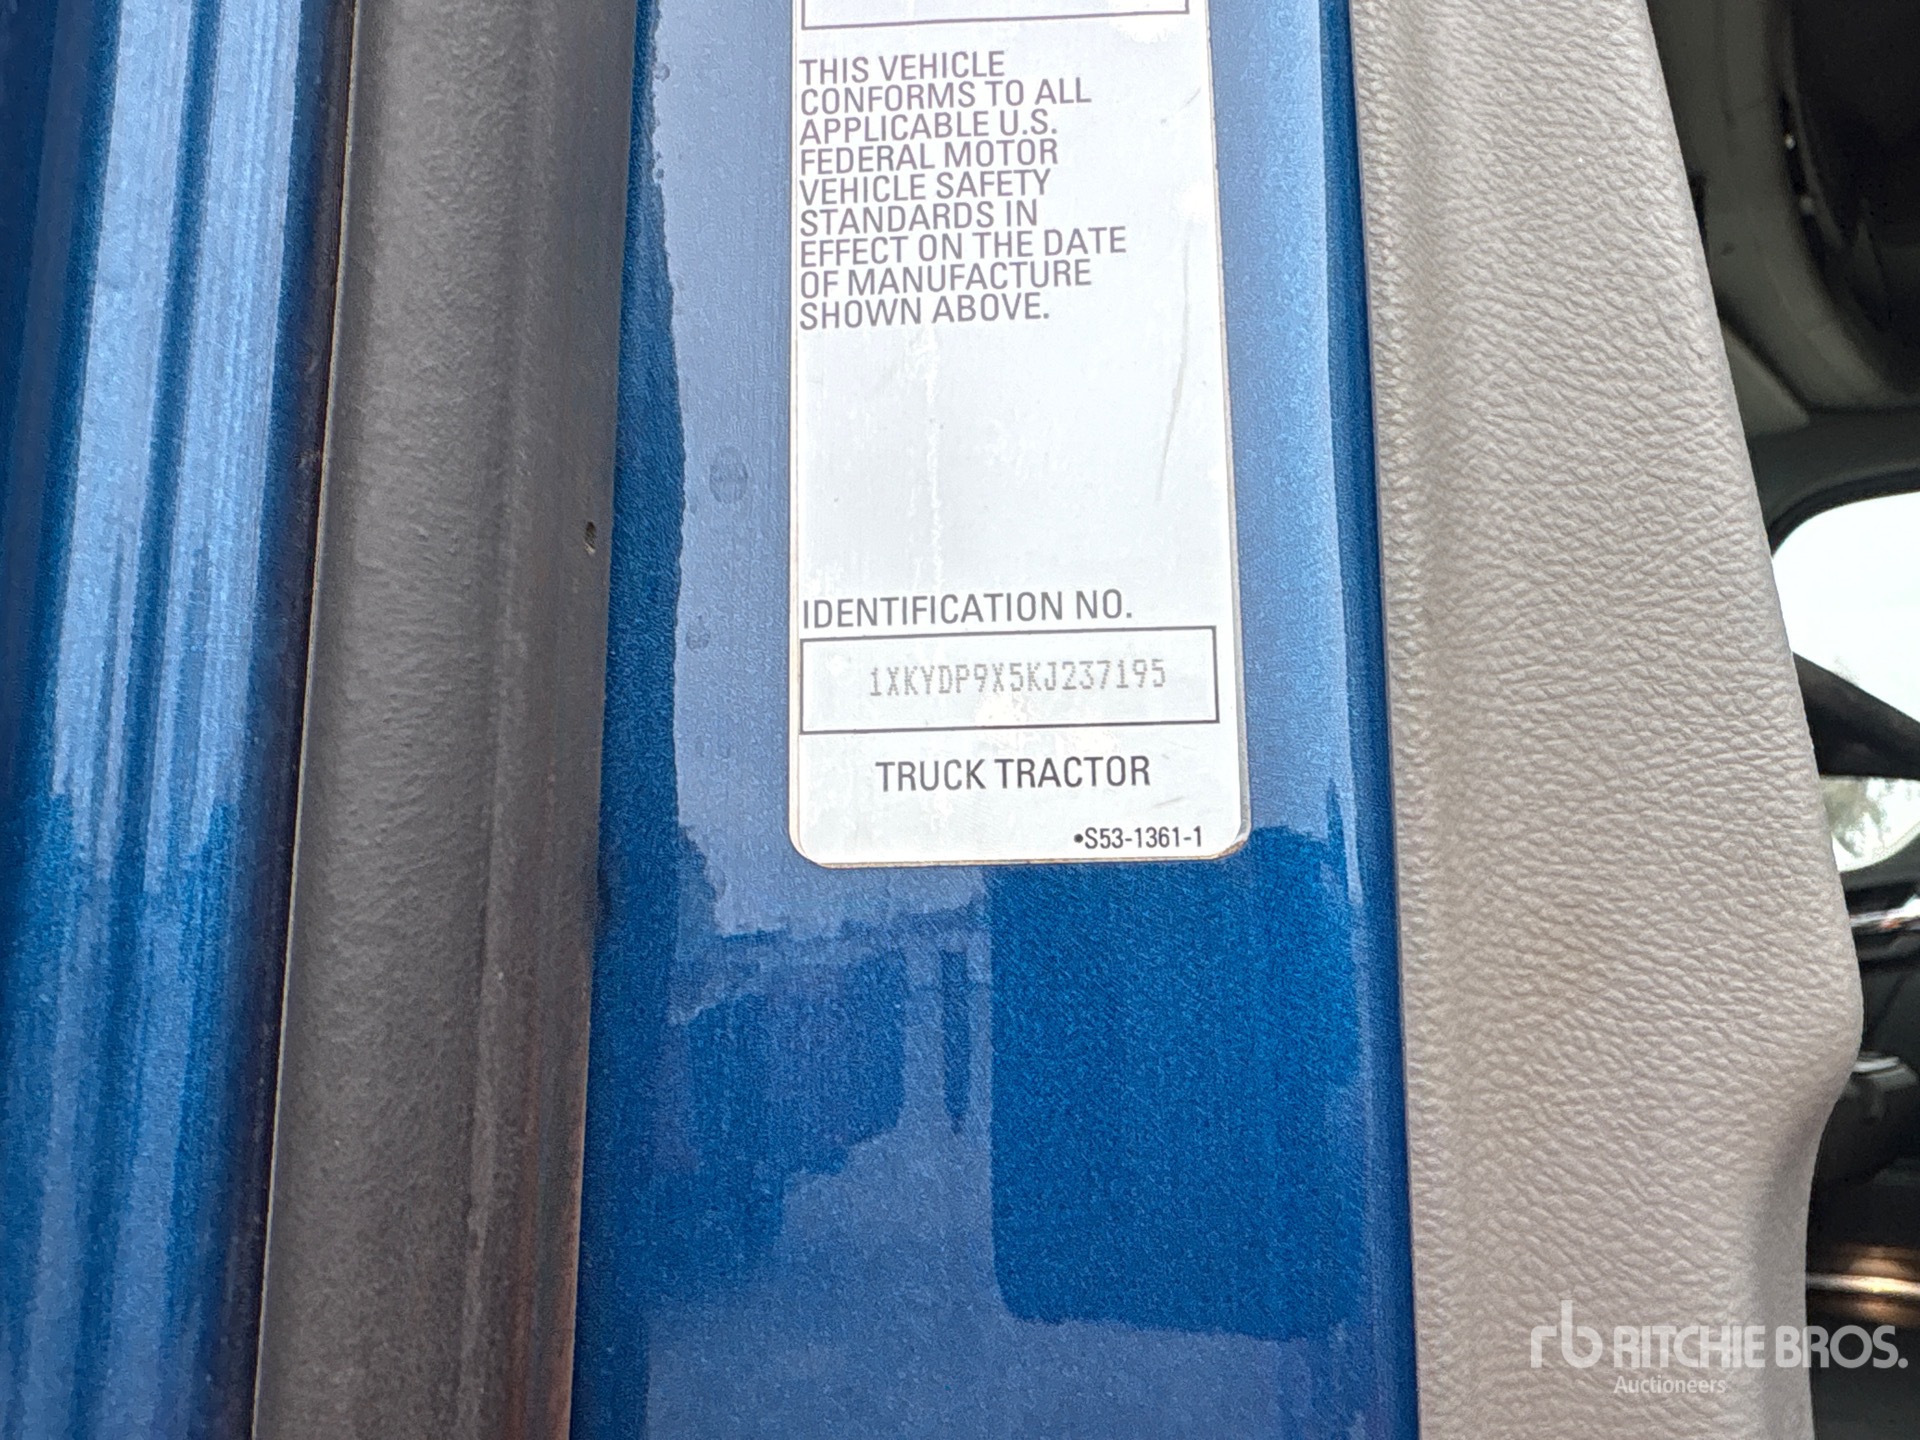 THIS VEHICLE
CONFORMS TO ALL
APPLICABLE U.S.
FEDERAL MOTOR
VEHICLE SAFETY
STANDARDS IN
EFFECT ON THE DATE
OF MANUFACTURE
SHOWN ABOVE.
IDENTIFICATION NO.
1XKYDP9X5KJ237195
TRUCK TRACTOR
•S53-1361-1
rb RITCHIE BROS.
Auctioneers